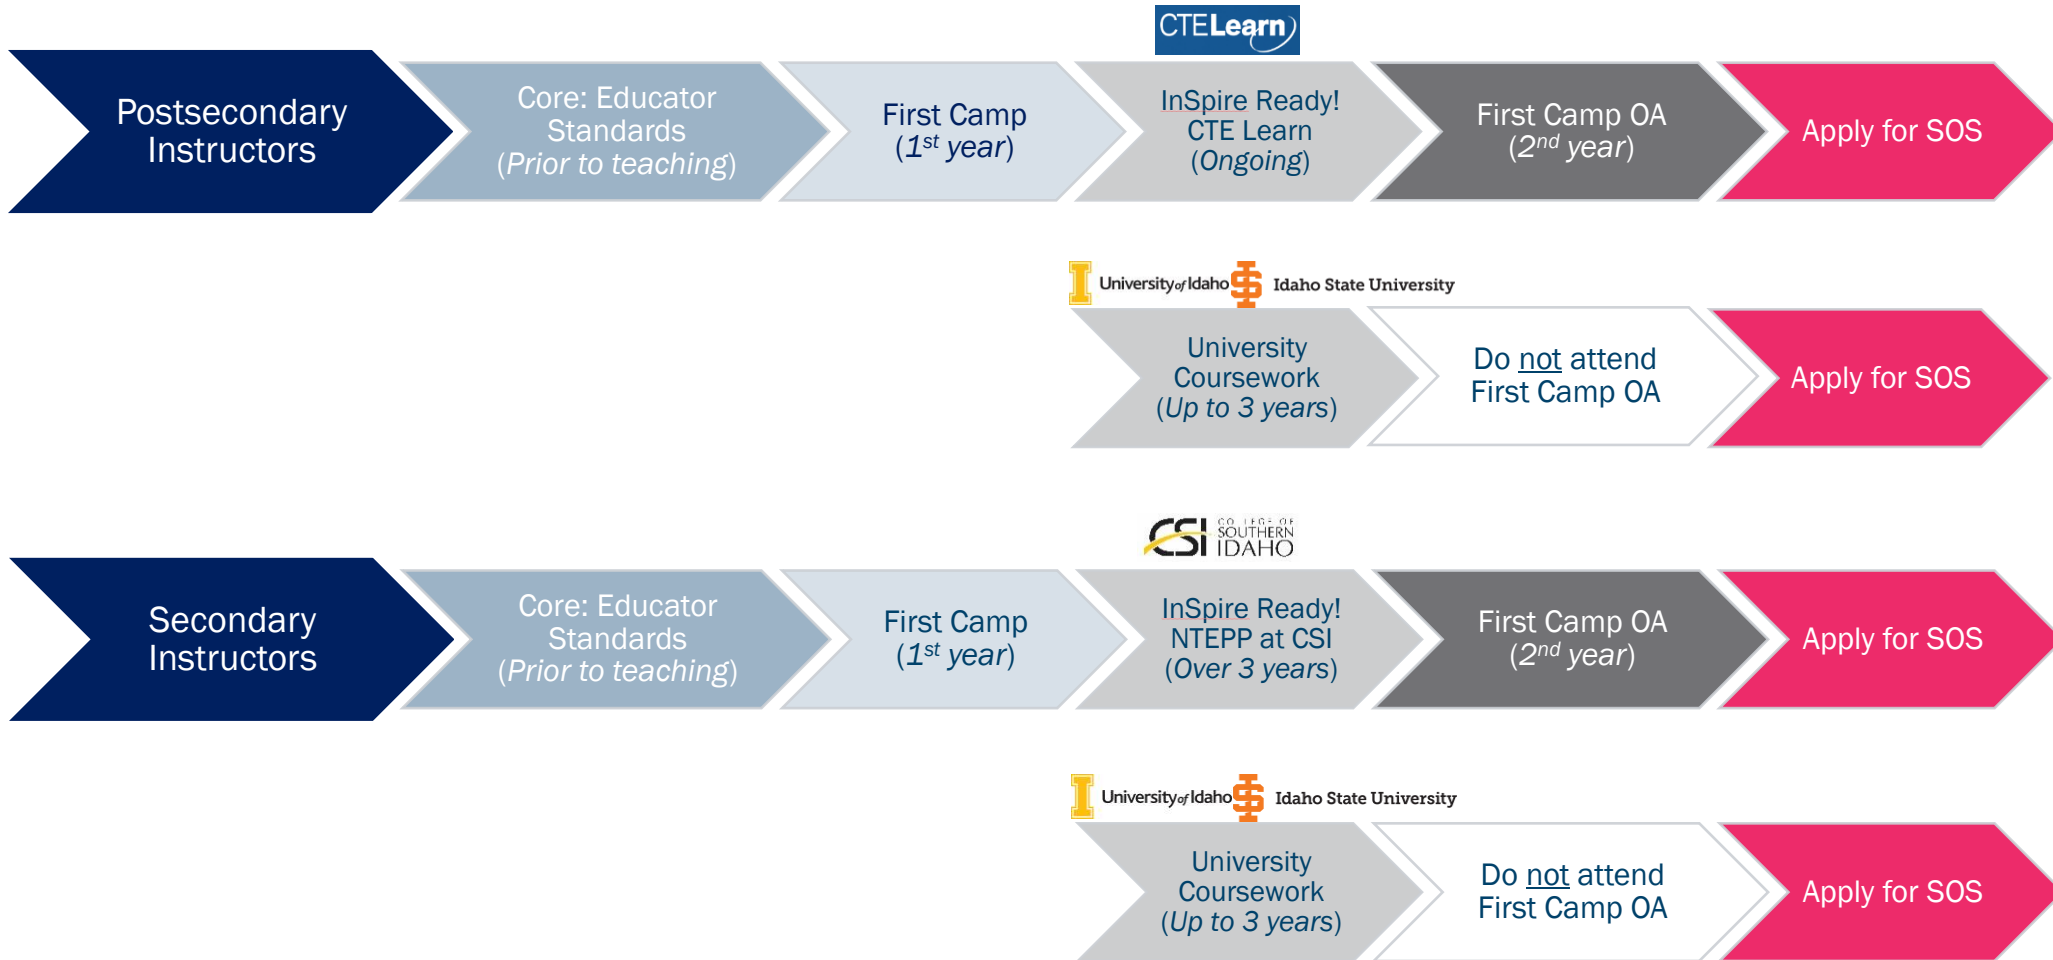 CTELearn
Postsecondary
Instructors
Core: Educator
Standards
(Prior to teaching)
First Camp
(1st year)
InSpire Ready!
CTE Learn
(Ongoing)
First Camp OA
(2nd year)
Apply for SOS
University of Idaho
Idaho State University
University
Coursework
(Up to 3 years)
Do not attend
First Camp OA
Apply for SOS
CSI
COLLEGE OF
SOUTHERN
IDAHO
Secondary
Instructors
Core: Educator
Standards
(Prior to teaching)
First Camp
(1st year)
InSpire Ready!
NTEPP at CSI
(Over 3 years)
First Camp OA
(2nd year)
Apply for SOS
University of Idaho
Idaho State University
University
Coursework
(Up to 3 years)
Do not attend
First Camp OA
Apply for SOS